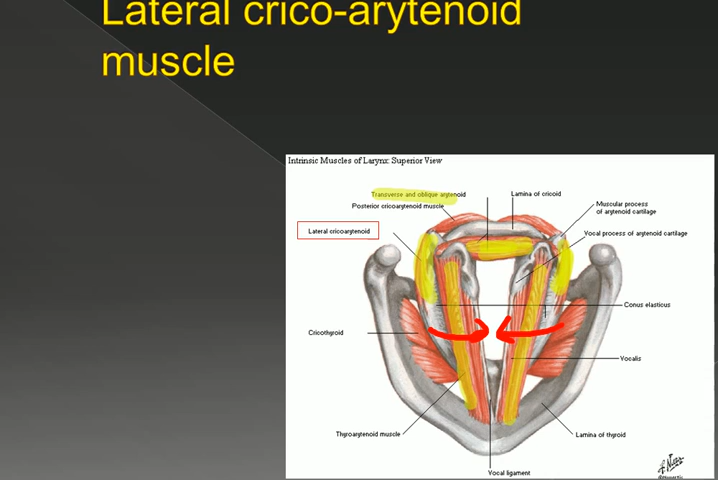 Lateral crico-arytenoid
muscle
Intrinsic Muscles of Larynx: Superior View
Transverse and oblique arytenoid
Lamina of cricoid
Posterior cricoarytenoid muscle
Muscular process
of arytenoid cartilage
Lateral cricoarytenoid
Vocal process of arytenoid cartilage
Conus elasticus
Cricothyroid
Vocalis
Thyroarytenoid muscle
Lamina of thyroid
Vocal ligament